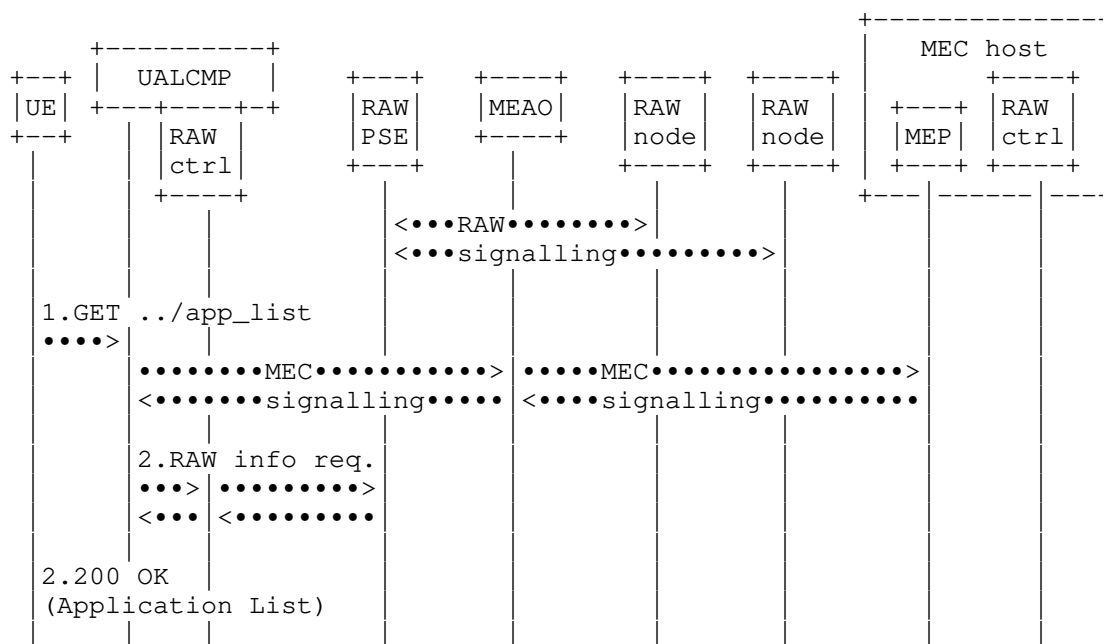 MEC host
UALCMP
UE RAW MEAO RAW RAW MEP RAW
RAW PSE node node ctrl
ctrl
<•••RAW••••••••>
<•••signalling•••••••••>
1.GET ../app_list
••••>
••••••••MEC•••••••••••> •••••MEC••••••••••••••••>
<•••••••signalling••••• <••••signalling••••••••••
2.RAW info req.
•••> •••••••••>
<••• <•••••••••
2.200 OK
(Application List)